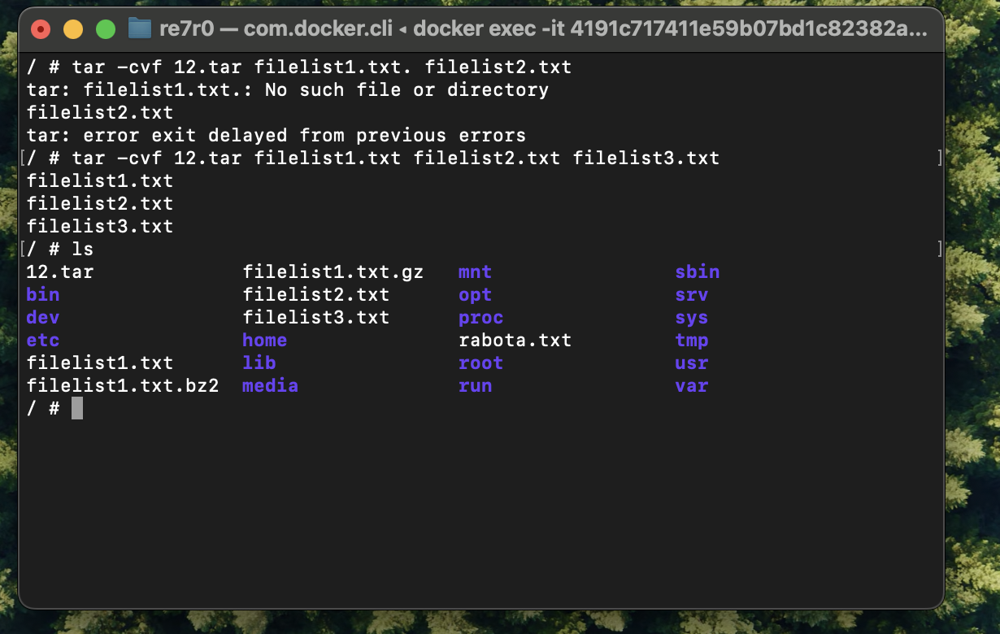 re7r0 — com.docker.cli ◂ docker exec -it 4191c717411e59b07bd1c82382a...
/ # tar -cvf 12.tar filelist1.txt. filelist2.txt
tar: filelist1.txt.: No such file or directory
filelist2.txt
tar: error exit delayed from previous errors
[/ # tar -cvf 12.tar filelist1.txt filelist2.txt filelist3.txt ]
filelist1.txt
filelist2.txt
filelist3.txt
[/ # ls ]
12.tar filelist1.txt.gz mnt sbin
bin filelist2.txt opt srv
dev filelist3.txt proc sys
etc home rabota.txt tmp
filelist1.txt lib root usr
filelist1.txt.bz2 media run var
/ #